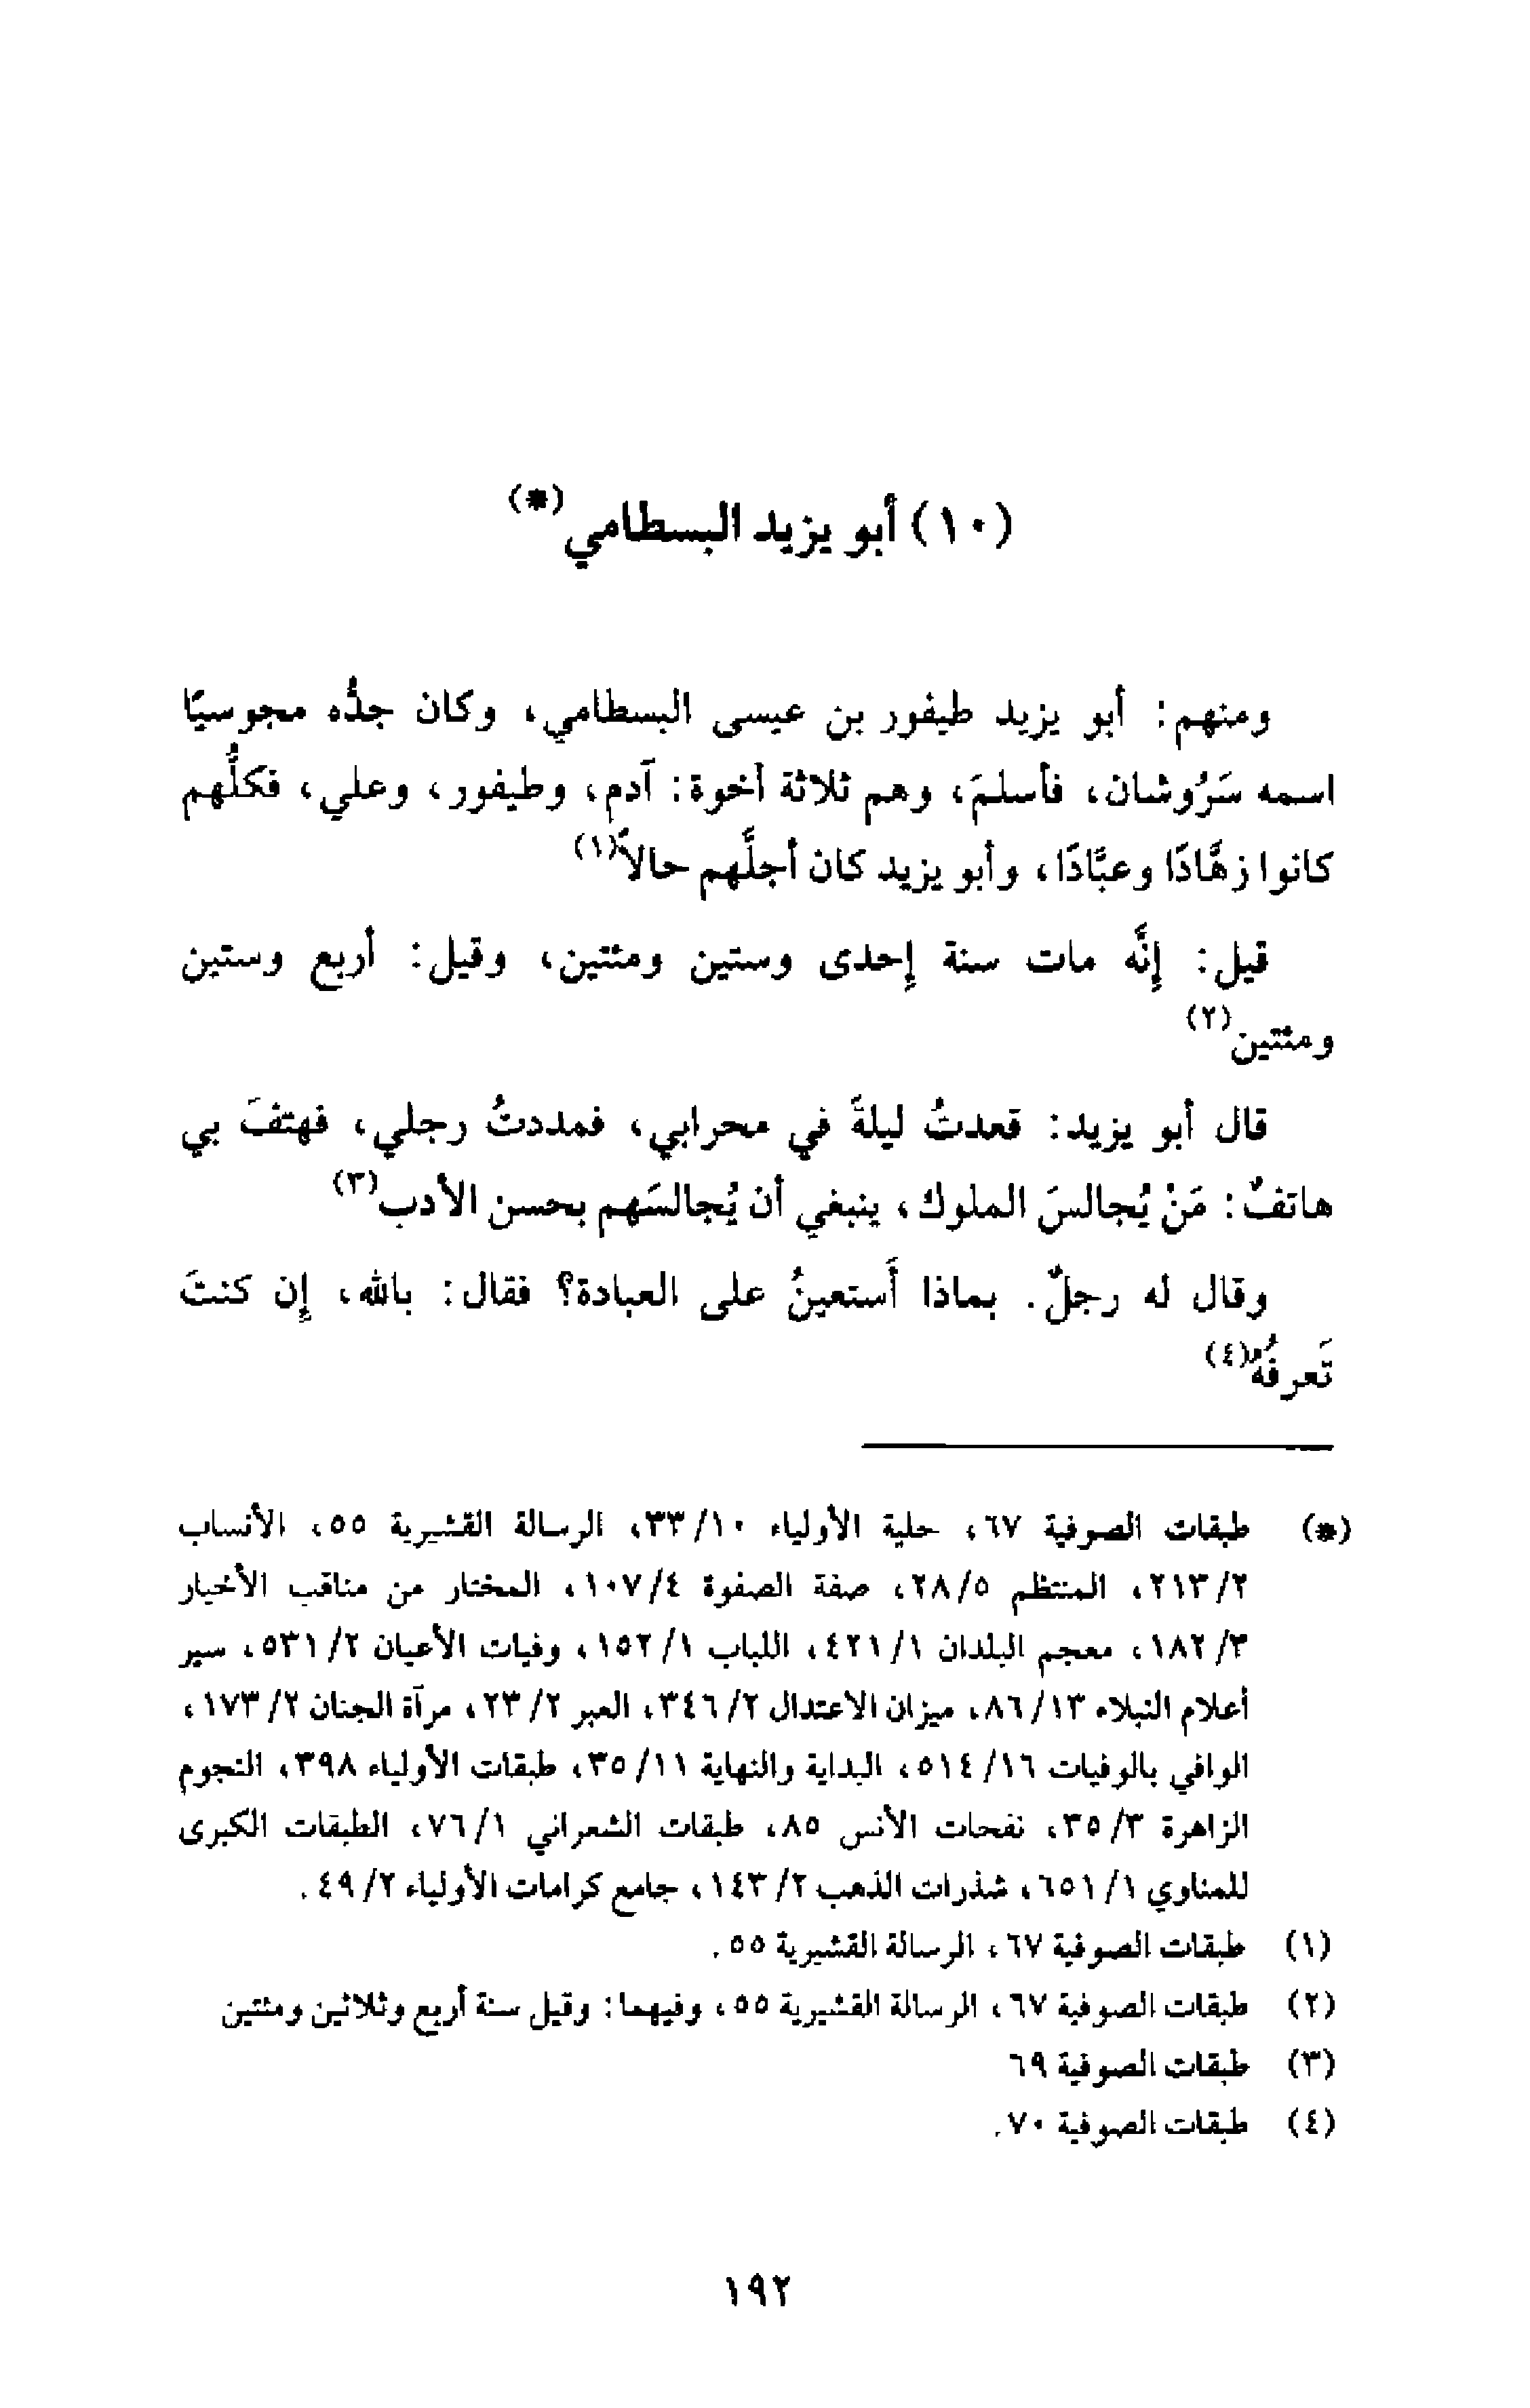 (١٠) أبو يزيد البسطامي(*)
ومنهم: أبو يزيد طيفور بن عيسى البسطامي، وكان جدُّه مجوسيًا
اسمه سَرُوشان، فأسلمَ، وهم ثلاثة أخوة: آدم، وطيفور، وعلي، فكلُّهم
كانوا زهَّادًا وعبَّادًا، وأبو يزيد كان أجلَّهم حالاً(١)
قيل: إنَّه مات سنة إحدى وستين ومئتين، وقيل: أربع وستين
ومئتين(٢)
قال أبو يزيد: قعدتُ ليلةً في محرابي، فمددتُ رجلي، فهتفَ بي
هاتفٌ: مَنْ يُجالسَ الملوك، ينبغي أن يُجالسَهم بحسن الأدب(٣)
وقال له رجلٌ. بماذا أَستعينُ على العبادة؟ فقال: بالله، إن كنتَ
تَعرفُهُ(٤)
(*) طبقات الصوفية ٦٧، حلية الأولياء ١٠/٣٣، الرسالة القشيرية ٥٥، الأنساب
٢/٢١٣، المنتظم ٥/٢٨، صفة الصفوة ٤/١٠٧، المختار من مناقب الأخيار
٣/١٨٢، معجم البلدان ١/٤٢١، اللباب ١/١٥٢، وفيات الأعيان ٢/٥٣١، سير
أعلام النبلاء ١٣/٨٦، ميزان الاعتدال ٢/٣٤٦، العبر ٢/٢٣، مرآة الجنان ٢/١٧٣،
الوافي بالوفيات ١٦/٥١٤، البداية والنهاية ١١/٣٥، طبقات الأولياء ٣٩٨، النجوم
الزاهرة ٣/٣٥، نفحات الأنس ٨٥، طبقات الشعراني ١/٧٦، الطبقات الكبرى
للمناوي ١/٦٥١، شذرات الذهب ٢/١٤٣، جامع كرامات الأولياء ٢/٤٩.
(١) طبقات الصوفية ٦٧، الرسالة القشيرية ٥٥.
(٢) طبقات الصوفية ٦٧، الرسالة القشيرية ٥٥، وفيهما: وقيل سنة أربع وثلاثين ومئتين
(٣) طبقات الصوفية ٦٩
(٤) طبقات الصوفية ٧٠.
١٩٢